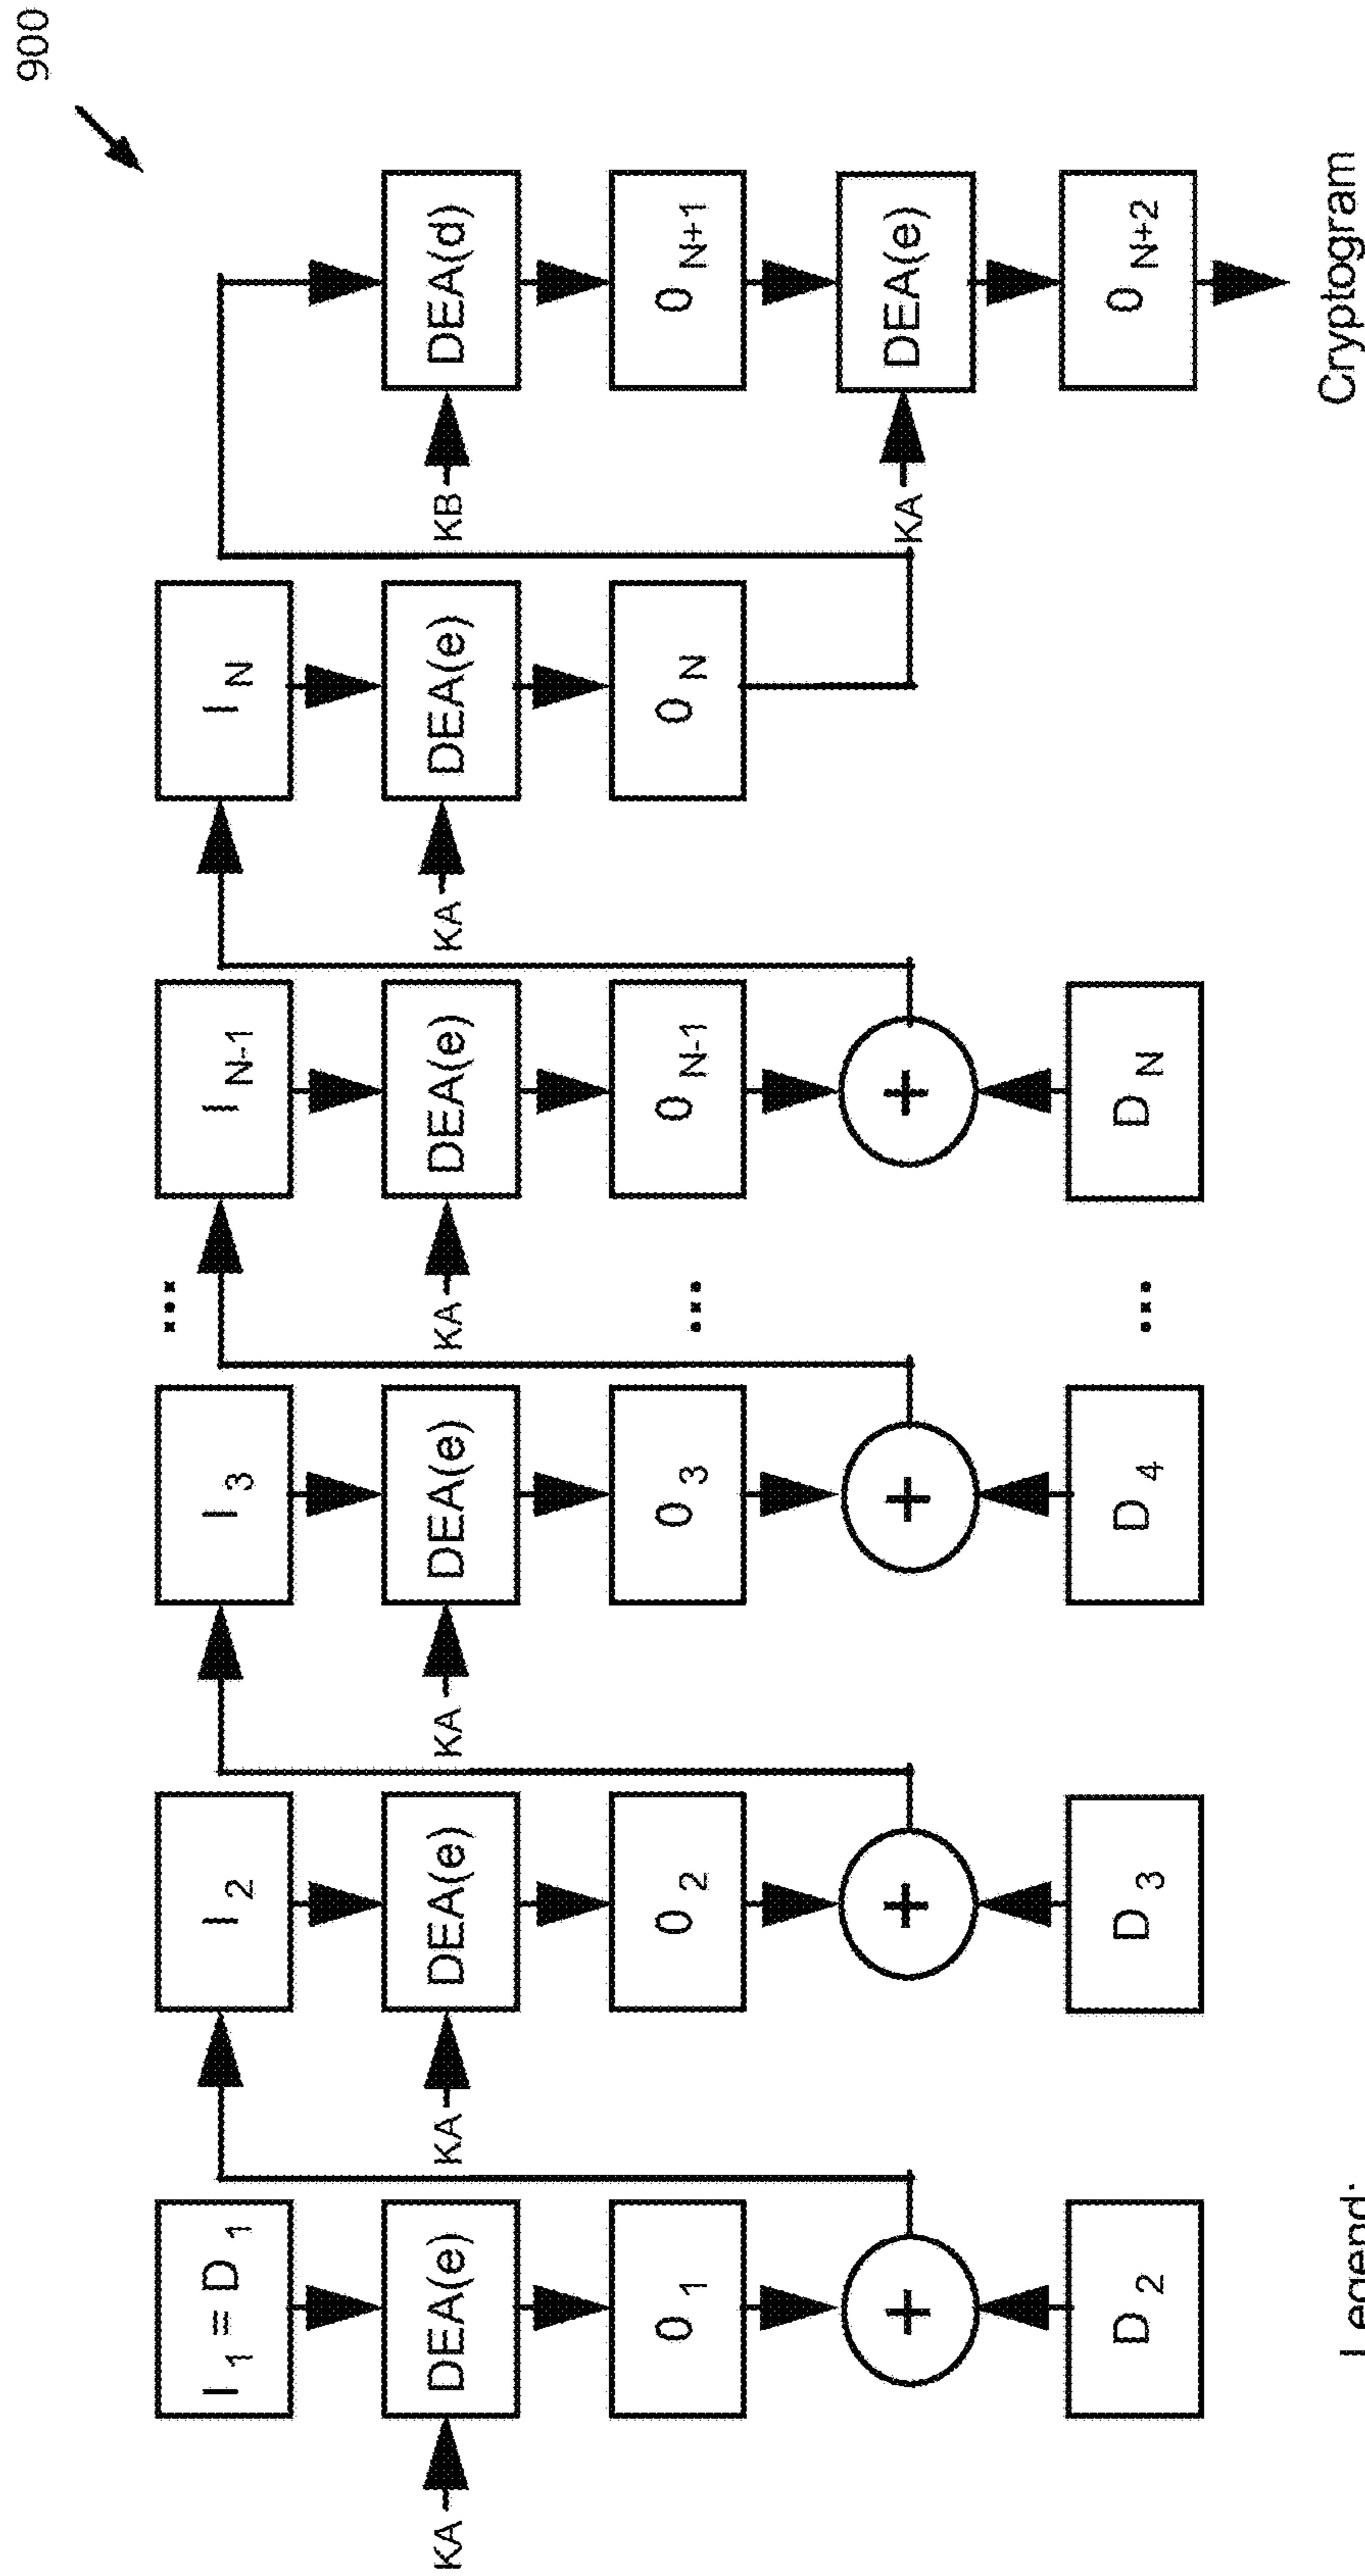 900
I 1 = D 1 I 2 I 3 ... I N-1 I N
KA DEA(e) KA DEA(e) KA DEA(e) KA DEA(e) KA DEA(e) KB DEA(d)
0 1 0 2 0 3 ... 0 N-1 0 N 0 N+1
+ + + + KA DEA(e)
D 2 D 3 D 4 ... D N 0 N+2
Legend: Cryptogram